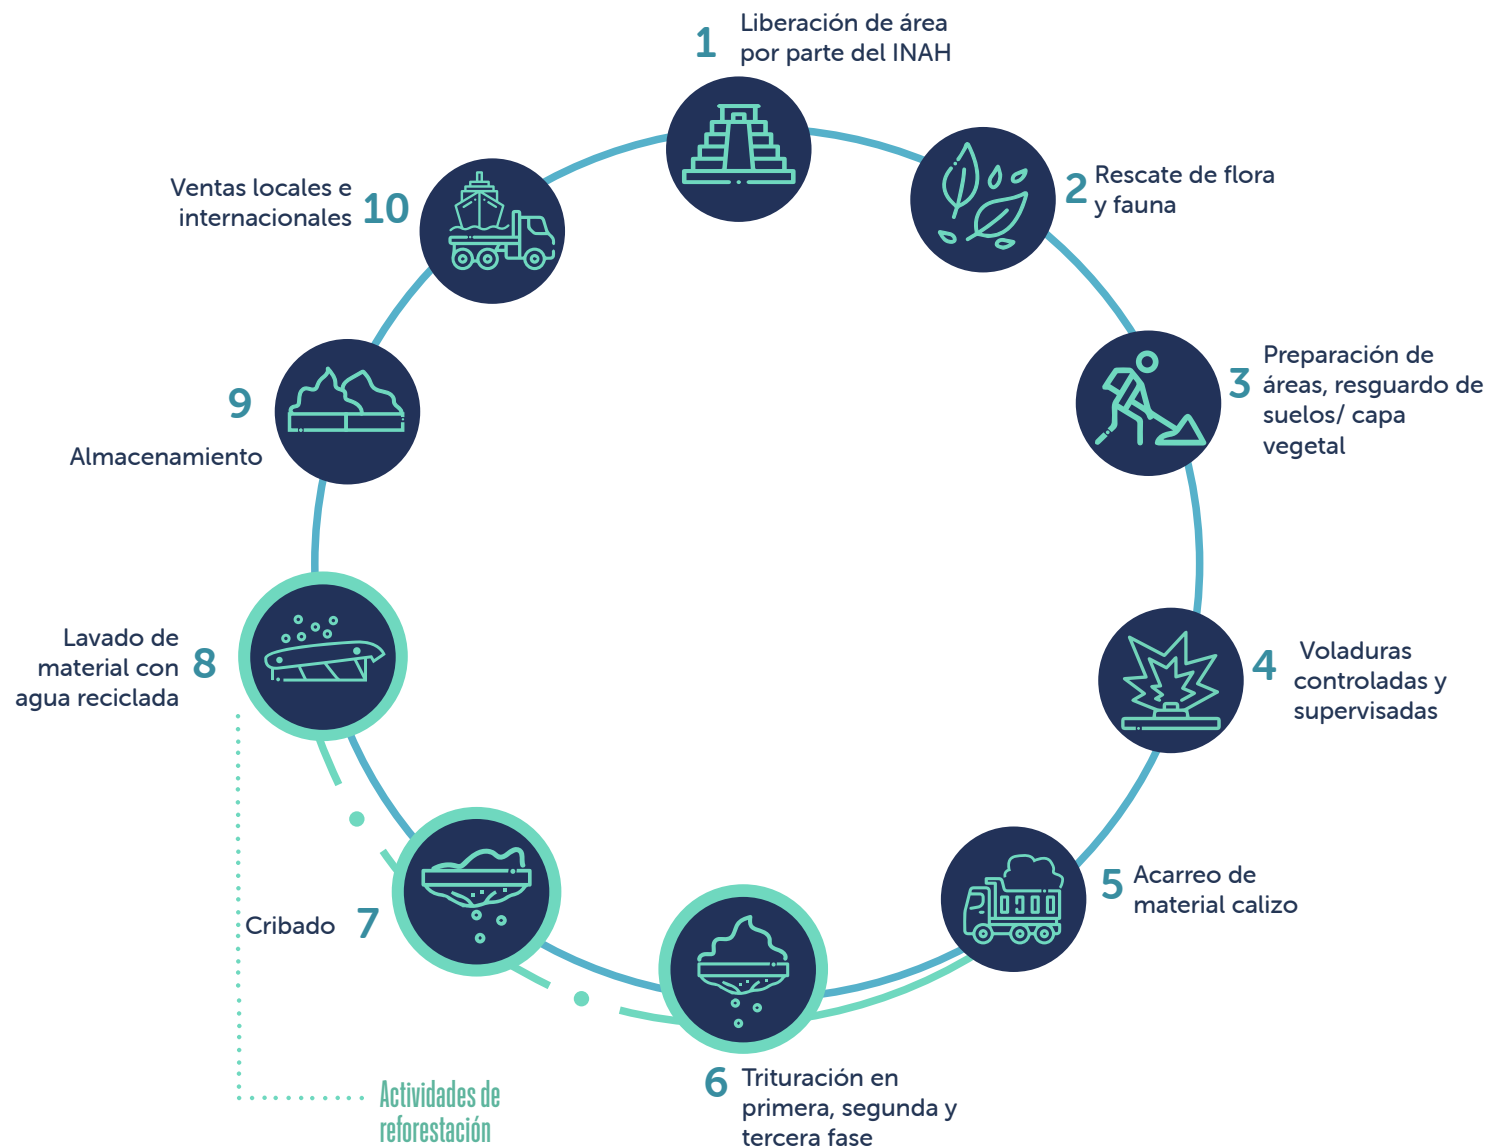 1
Liberación de área
por parte del INAH
2
Rescate de flora
y fauna
3
Preparación de
áreas, resguardo de
suelos/ capa
vegetal
4
Voladuras
controladas y
supervisadas
5
Acarreo de
material calizo
6
Trituración en
primera, segunda y
tercera fase
7
Cribado
8
Lavado de
material con
agua reciclada
9
Almacenamiento
10
Ventas locales e
internacionales
Actividades de
reforestación